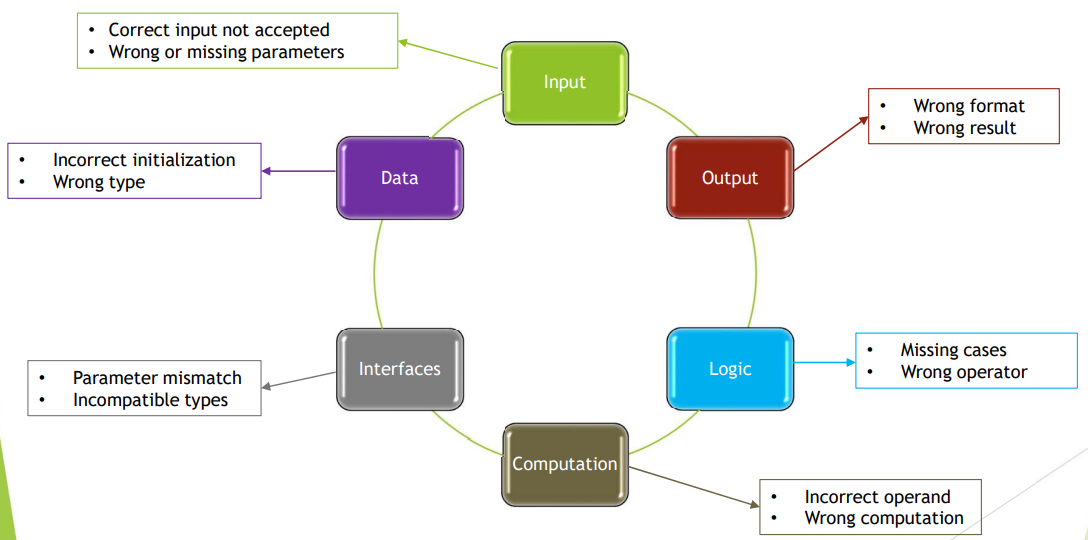 • Correct input not accepted
• Wrong or missing parameters
Input
• Wrong format
• Wrong result
Output
• Incorrect initialization
• Wrong type
Data
• Missing cases
• Wrong operator
Logic
Interfaces
• Parameter mismatch
• Incompatible types
Computation
• Incorrect operand
• Wrong computation